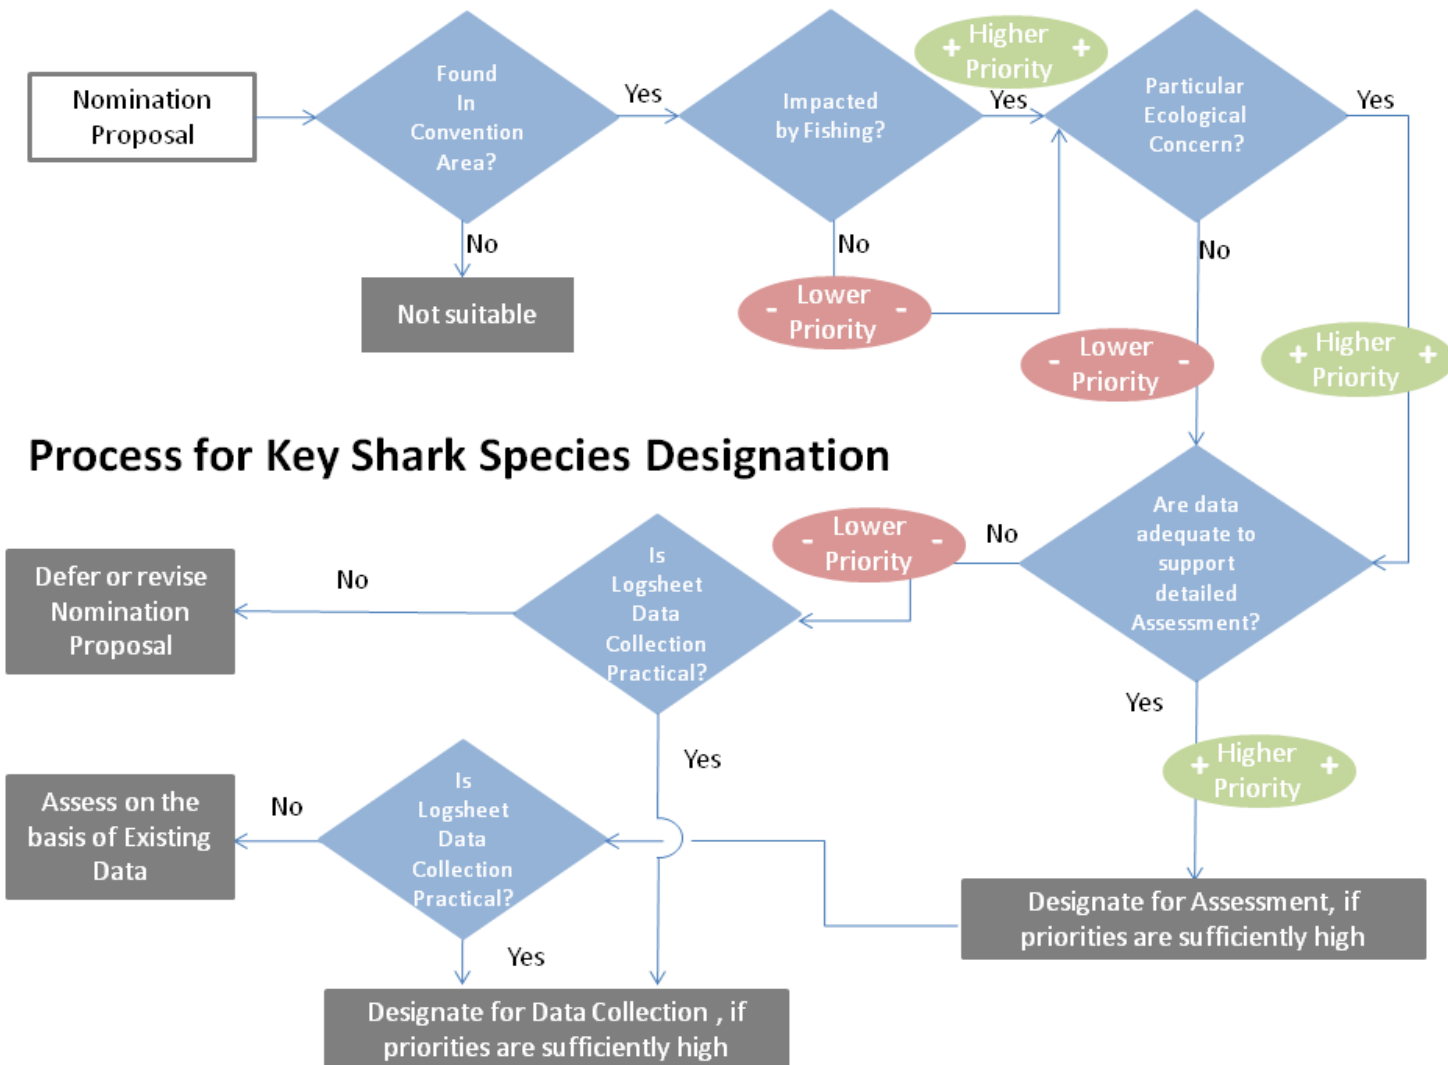 Nomination
Proposal
Found
In
Convention
Area?
Yes
No
Not suitable
Impacted
by Fishing?
+ Higher +
Priority
Yes
No
- Lower -
Priority
Particular
Ecological
Concern?
Yes
No
- Lower -
Priority
+ Higher +
Priority
Process for Key Shark Species Designation
Are data
adequate to
support
detailed
Assessment?
No
- Lower -
Priority
Is
Logsheet
Data
Collection
Practical?
No
Defer or revise
Nomination
Proposal
Yes
Yes
+ Higher +
Priority
Designate for Assessment, if
priorities are sufficiently high
Is
Logsheet
Data
Collection
Practical?
No
Assess on the
basis of Existing
Data
Yes
Designate for Data Collection , if
priorities are sufficiently high